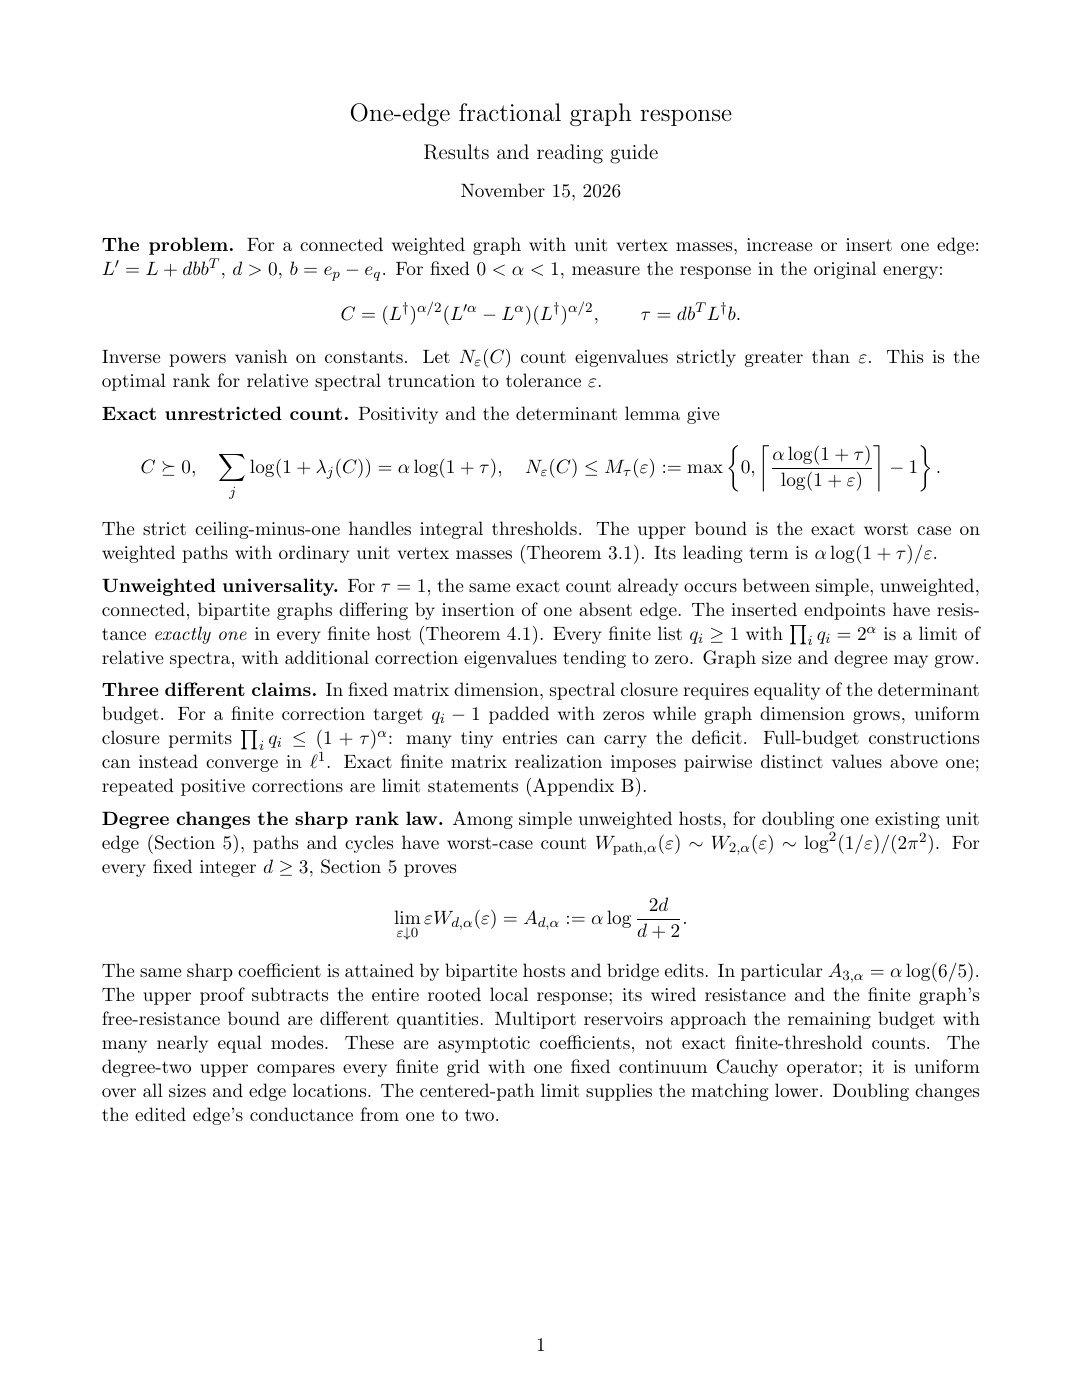 One-edge fractional graph response
Results and reading guide
November 15, 2026
The problem. For a connected weighted graph with unit vertex masses, increase or insert one edge:
L′ = L + dbbᵀ, d > 0, b = eₚ − e_q. For fixed 0 < α < 1, measure the response in the original energy:
C = (L†)^{α/2}(L′^α − L^α)(L†)^{α/2},  τ = dbᵀL†b.
Inverse powers vanish on constants. Let N_ε(C) count eigenvalues strictly greater than ε. This is the
optimal rank for relative spectral truncation to tolerance ε.
Exact unrestricted count. Positivity and the determinant lemma give
C ⪰ 0,  ∑_j log(1 + λ_j(C)) = α log(1 + τ),  N_ε(C) ≤ M_τ(ε) := max{0, ⌈α log(1 + τ) / log(1 + ε)⌉ − 1}.
The strict ceiling-minus-one handles integral thresholds. The upper bound is the exact worst case on
weighted paths with ordinary unit vertex masses (Theorem 3.1). Its leading term is α log(1 + τ)/ε.
Unweighted universality. For τ = 1, the same exact count already occurs between simple, unweighted,
connected, bipartite graphs differing by insertion of one absent edge. The inserted endpoints have resis-
tance exactly one in every finite host (Theorem 4.1). Every finite list q_i ≥ 1 with ∏_i q_i = 2^α is a limit of
relative spectra, with additional correction eigenvalues tending to zero. Graph size and degree may grow.
Three different claims. In fixed matrix dimension, spectral closure requires equality of the determinant
budget. For a finite correction target q_i − 1 padded with zeros while graph dimension grows, uniform
closure permits ∏_i q_i ≤ (1 + τ)^α: many tiny entries can carry the deficit. Full-budget constructions
can instead converge in ℓ¹. Exact finite matrix realization imposes pairwise distinct values above one;
repeated positive corrections are limit statements (Appendix B).
Degree changes the sharp rank law. Among simple unweighted hosts, for doubling one existing unit
edge (Section 5), paths and cycles have worst-case count W_{path,α}(ε) ∼ W_{2,α}(ε) ∼ log²(1/ε)/(2π²). For
every fixed integer d ≥ 3, Section 5 proves
lim_{ε↓0} εW_{d,α}(ε) = A_{d,α} := α log 2d / (d + 2).
The same sharp coefficient is attained by bipartite hosts and bridge edits. In particular A_{3,α} = α log(6/5).
The upper proof subtracts the entire rooted local response; its wired resistance and the finite graph's
free-resistance bound are different quantities. Multiport reservoirs approach the remaining budget with
many nearly equal modes. These are asymptotic coefficients, not exact finite-threshold counts. The
degree-two upper compares every finite grid with one fixed continuum Cauchy operator; it is uniform
over all sizes and edge locations. The centered-path limit supplies the matching lower. Doubling changes
the edited edge's conductance from one to two.
1